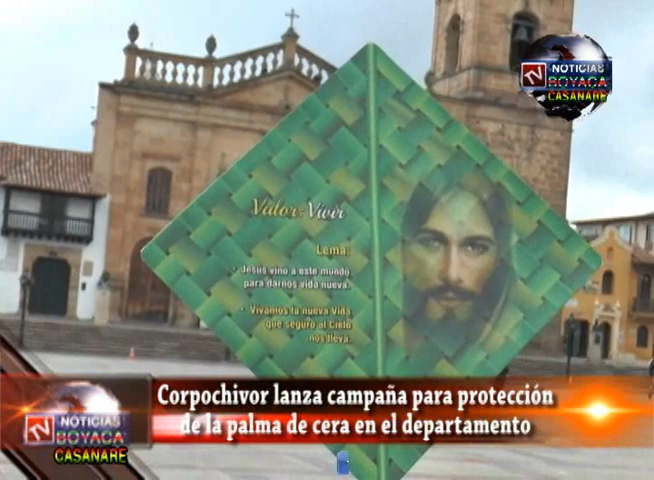 NOTICIAS
BOYACA
CASANARE
Valor: Vivir
Lema:
• Jesús vino a este mundo
para darnos vida nueva.
• Vivamos la nueva Vida
que seguro al Cielo
nos lleva.
Corpochivor lanza campaña para protección
de la palma de cera en el departamento
NOTICIAS
BOYACA
CASANARE